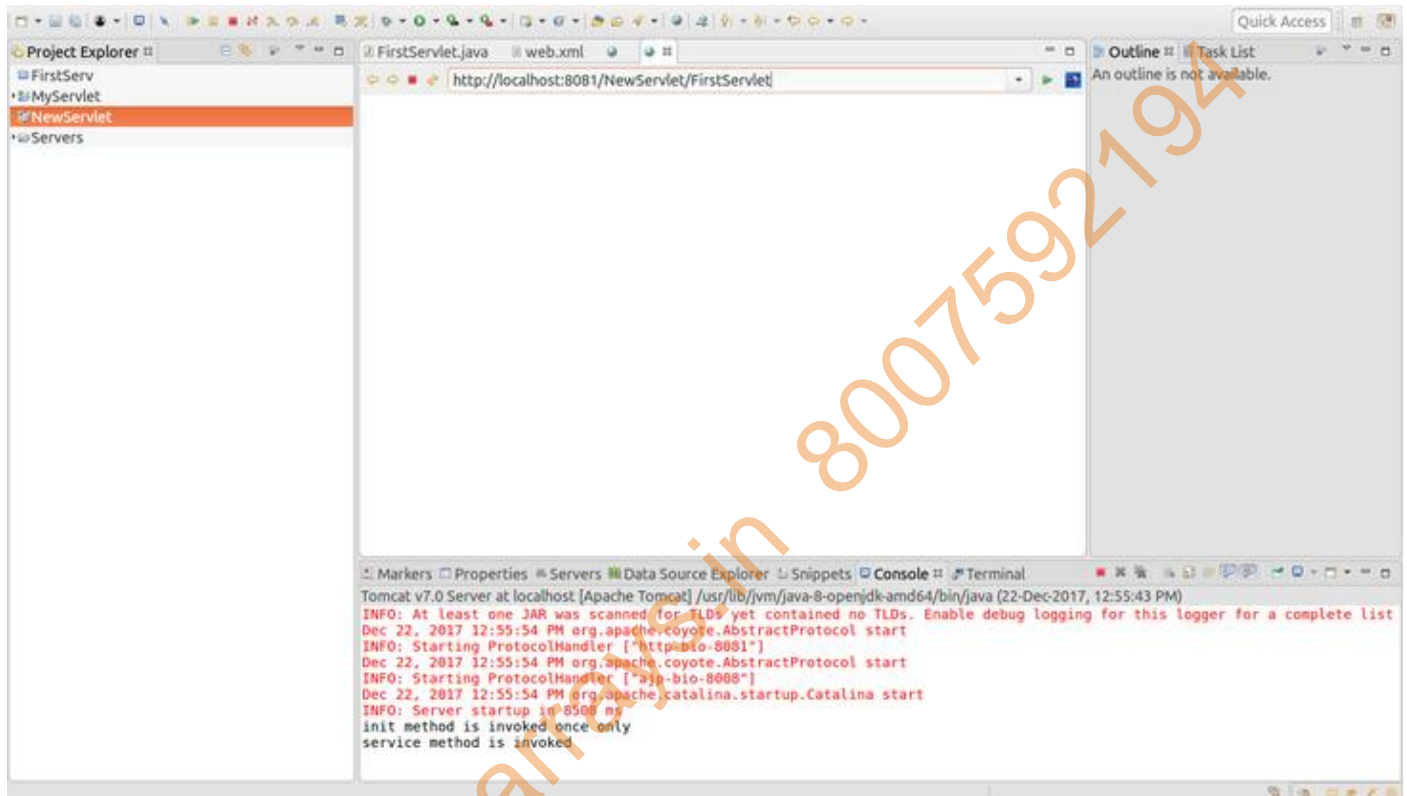 Quick Access
Project Explorer
FirstServlet.java web.xml
Outline Task List
FirstServ
MyServlet
NewServlet
Servers
http://localhost:8081/NewServlet/FirstServlet
An outline is not available.
Markers Properties Servers Data Source Explorer Snippets Console Terminal
Tomcat v7.0 Server at localhost [Apache Tomcat] /usr/lib/jvm/java-8-openjdk-amd64/bin/java (22-Dec-2017, 12:55:43 PM)
INFO: At least one JAR was scanned for TLDs yet contained no TLDs. Enable debug logging for this logger for a complete list
Dec 22, 2017 12:55:54 PM org.apache.coyote.AbstractProtocol start
INFO: Starting ProtocolHandler ["http-bio-8081"]
Dec 22, 2017 12:55:54 PM org.apache.coyote.AbstractProtocol start
INFO: Starting ProtocolHandler ["ajp-bio-8008"]
Dec 22, 2017 12:55:54 PM org.apache.catalina.startup.Catalina start
INFO: Server startup in 8508 ms
init method is invoked once only
service method is invoked
arrays.in 8007592194